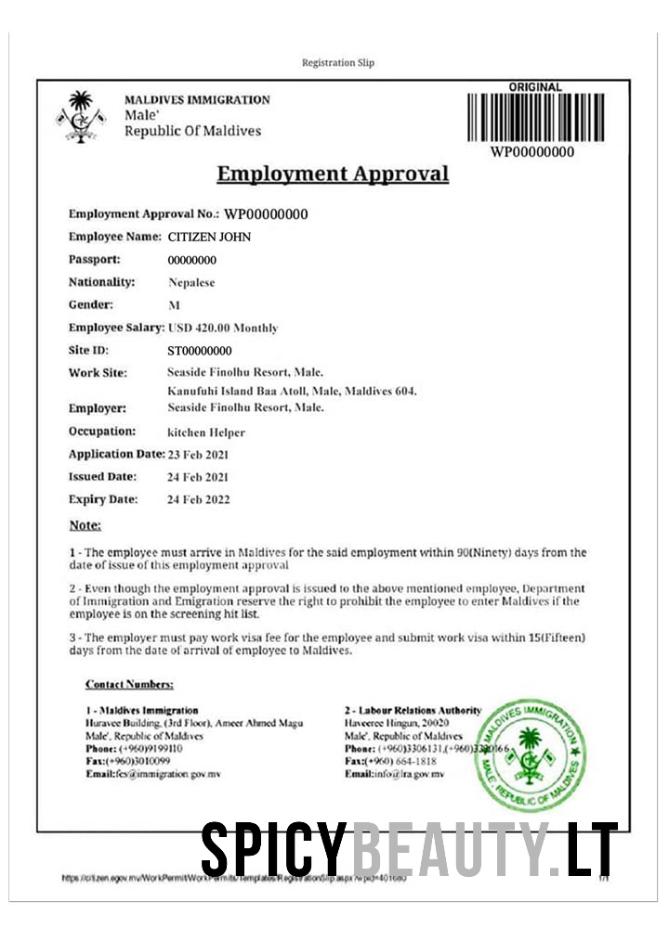 Registration Slip
MALDIVES IMMIGRATION
Male'
Republic Of Maldives
ORIGINAL
WP00000000
Employment Approval
Employment Approval No.: WP00000000
Employee Name: CITIZEN JOHN
Passport: 00000000
Nationality: Nepalese
Gender: M
Employee Salary: USD 420.00 Monthly
Site ID: ST00000000
Work Site: Seaside Finolhu Resort, Male.
Kanufuhi Island Baa Atoll, Male, Maldives 604.
Employer: Seaside Finolhu Resort, Male.
Occupation: kitchen Helper
Application Date: 23 Feb 2021
Issued Date: 24 Feb 2021
Expiry Date: 24 Feb 2022
Note:
1 - The employee must arrive in Maldives for the said employment within 90(Ninety) days from the
date of issue of this employment approval
2 - Even though the employment approval is issued to the above mentioned employee, Department
of Immigration and Emigration reserve the right to prohibit the employee to enter Maldives if the
employee is on the screening hit list.
3 - The employer must pay work visa fee for the employee and submit work visa within 15(Fifteen)
days from the date of arrival of employee to Maldives.
Contact Numbers:
1 - Maldives Immigration
Huravee Building, (3rd Floor), Ameer Ahmed Magu
Male', Republic of Maldives
Phone: (+960)9199110
Fax:(+960)3010099
Email:fes@immigration.gov.mv
2 - Labour Relations Authority
Haveeree Hingun, 20020
Male', Republic of Maldives
Phone: (+960)3306131,(+960)3320166
Fax:(+960) 664-1818
Email:info@lra.gov.mv
MALDIVES IMMIGRATION
MALE', REPUBLIC OF MALDIVES
SPICYBEAUTY.LT
https://citizen.egov.mv/WorkPermit/WorkPermits/Templates/RegistrationSlip.aspx?wpid=401680
1/1